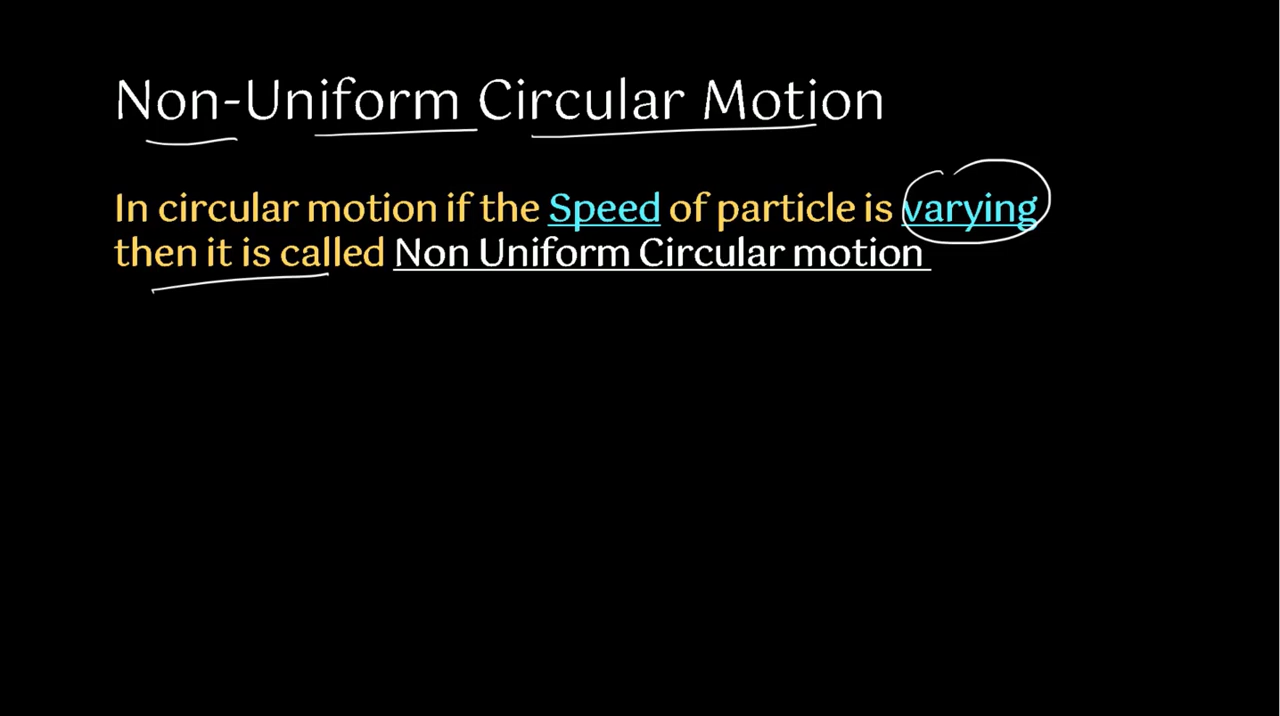 Non-Uniform Circular Motion
In circular motion if the Speed of particle is varying
then it is called Non Uniform Circular motion